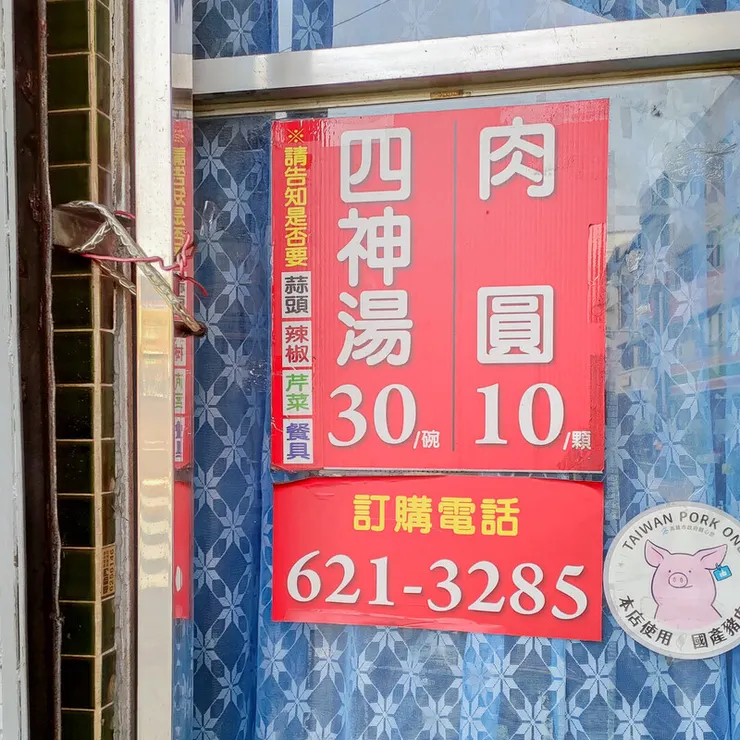 肉圓
10/顆
四神湯
30/碗
※請告知是否要
蒜頭
辣椒
芹菜
餐具
訂購電話
621-3285
TAIWAN PORK ON
本店使用
國產豬